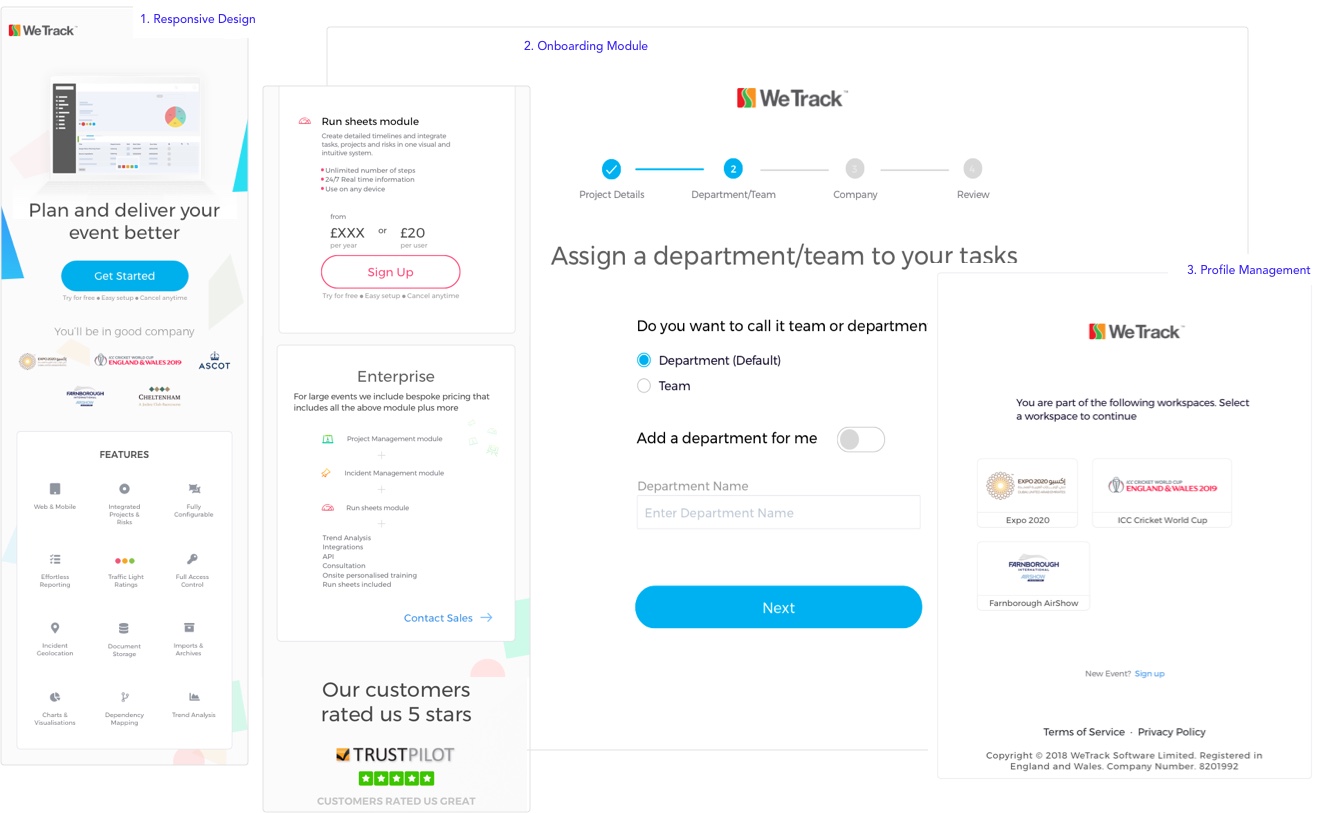 1. Responsive Design
WeTrack™
Plan and deliver your
event better
Get Started
Try for free • Easy setup • Cancel anytime
You'll be in good company
EXPO 2020
إكسبو
ICC CRICKET WORLD CUP
ENGLAND & WALES 2019
ASCOT
FARNBOROUGH
INTERNATIONAL
AIRSHOW
CHELTENHAM
FEATURES
Web & Mobile
Integrated
Projects &
Risks
Fully
Configurable
Effortless
Reporting
Traffic Light
Ratings
Full Access
Control
Incident
Geolocation
Document
Storage
Imports &
Archives
Charts &
Visualisations
Dependency
Mapping
Trend Analysis
Run sheets module
Create detailed timelines and integrate
tasks, projects and risks in one visual and
intuitive system.
• Unlimited number of steps
• 24/7 Real time information
• Use on any device
from
£XXX or £20
per year per user
Sign Up
Try for free • Easy setup • Cancel anytime
Enterprise
For large events we include bespoke pricing that
includes all the above module plus more
Project Management module
+
Incident Management module
+
Run sheets module
+
Trend Analysis
Integrations
API
Consultation
Onsite personalised training
Run sheets included
Contact Sales →
Our customers
rated us 5 stars
TRUSTPILOT
CUSTOMERS RATED US GREAT
2. Onboarding Module
WeTrack™
2
3
4
Project Details
Department/Team
Company
Review
Assign a department/team to your tasks
Do you want to call it team or departmen
Department (Default)
Team
Add a department for me
Department Name
Enter Department Name
Next
3. Profile Management
WeTrack™
You are part of the following workspaces. Select
a workspace to continue
EXPO 2020 إكسبو
DUBAI, UNITED ARAB EMIRATES
Expo 2020
ICC CRICKET WORLD CUP
ENGLAND & WALES 2019
ICC Cricket World Cup
FARNBOROUGH
INTERNATIONAL
AIRSHOW
Farnborough AirShow
New Event? Sign up
Terms of Service · Privacy Policy
Copyright © 2018 WeTrack Software Limited. Registered in
England and Wales. Company Number. 8201992